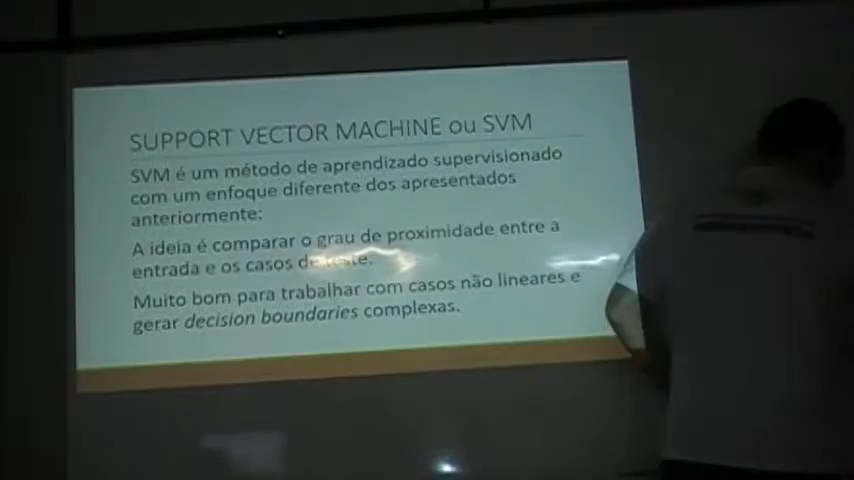 SUPPORT VECTOR MACHINE ou SVM
SVM é um método de aprendizado supervisionado
com um enfoque diferente dos apresentados
anteriormente:
A ideia é comparar o grau de proximidade entre a
entrada e os casos de teste.
Muito bom para trabalhar com casos não lineares e
gerar decision boundaries complexas.